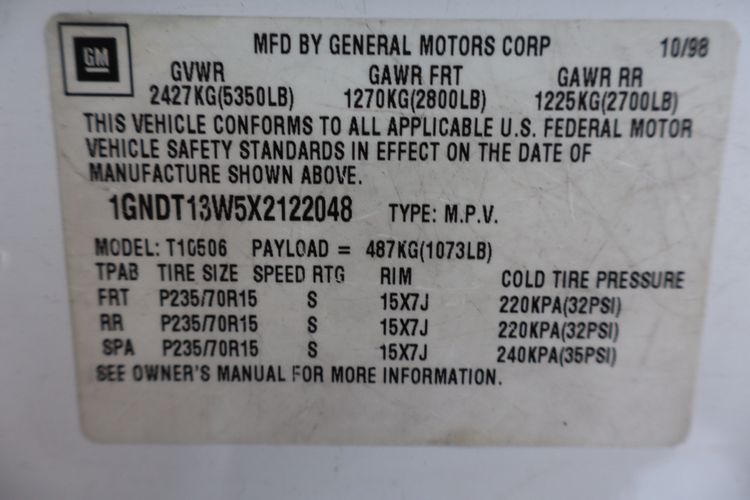 GM
MFD BY GENERAL MOTORS CORP 10/98
GVWR GAWR FRT GAWR RR
2427KG(5350LB) 1270KG(2800LB) 1225KG(2700LB)
THIS VEHICLE CONFORMS TO ALL APPLICABLE U.S. FEDERAL MOTOR
VEHICLE SAFETY STANDARDS IN EFFECT ON THE DATE OF
MANUFACTURE SHOWN ABOVE.
1GNDT13W5X2122048 TYPE: M.P.V.
MODEL: T10506 PAYLOAD = 487KG(1073LB)
TPAB TIRE SIZE SPEED RTG RIM COLD TIRE PRESSURE
FRT P235/70R15 S 15X7J 220KPA(32PSI)
RR P235/70R15 S 15X7J 220KPA(32PSI)
SPA P235/70R15 S 15X7J 240KPA(35PSI)
SEE OWNER'S MANUAL FOR MORE INFORMATION.